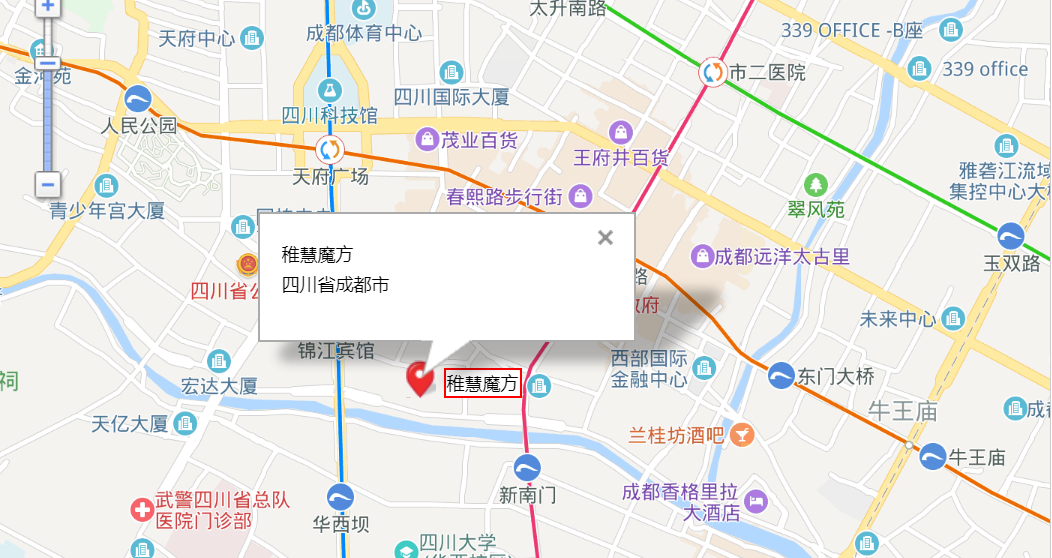 太升南路
天府中心
成都体育中心
339 OFFICE -B座
金河苑
四川国际大厦
市二医院
339 office
四川科技馆
人民公园
茂业百货
王府井百货
天府广场
雅砻江流域
集控中心大
青少年宫大厦
春熙路步行街
翠风苑
稚慧魔方
四川省成都市
成都远洋太古里
玉双路
四川省公
路
政府
未来中心
锦江宾馆
西部国际
金融中心
祠
宏达大厦
稚慧魔方
东门大桥
天亿大厦
牛王庙
成
兰桂坊酒吧
牛王庙
新南门
成都香格里拉
大酒店
武警四川省总队
医院门诊部
华西坝
四川大学